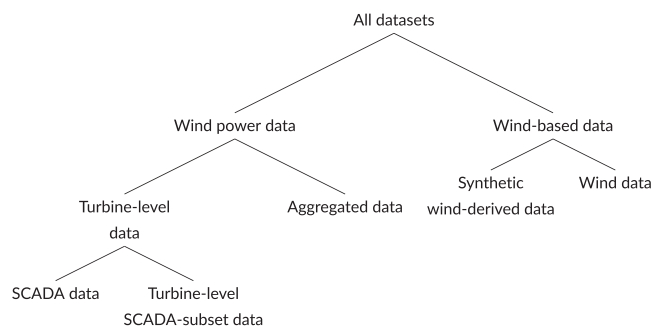 All datasets
Wind power data
Wind-based data
Synthetic
wind-derived data
Wind data
Turbine-level
data
Aggregated data
SCADA data
Turbine-level
SCADA-subset data